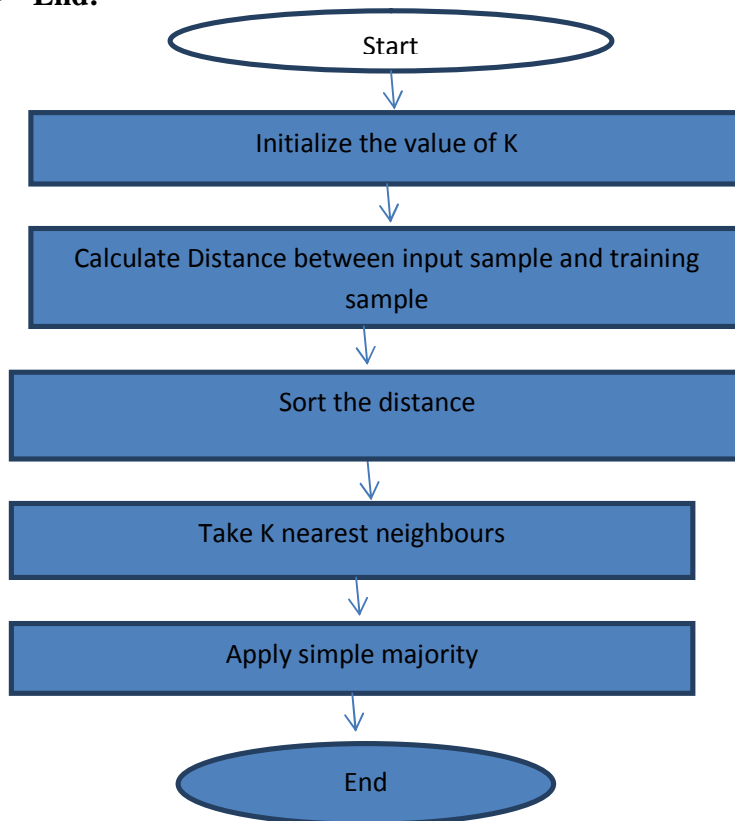 End.
Start
Initialize the value of K
Calculate Distance between input sample and training
sample
Sort the distance
Take K nearest neighbours
Apply simple majority
End